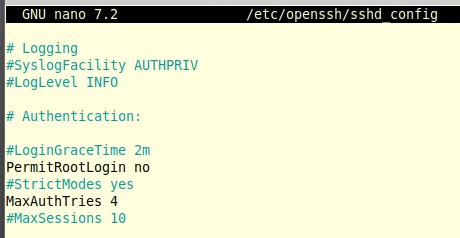 GNU nano 7.2 /etc/openssh/sshd_config
# Logging
#SyslogFacility AUTHPRIV
#LogLevel INFO
# Authentication:
#LoginGraceTime 2m
PermitRootLogin no
#StrictModes yes
MaxAuthTries 4
#MaxSessions 10